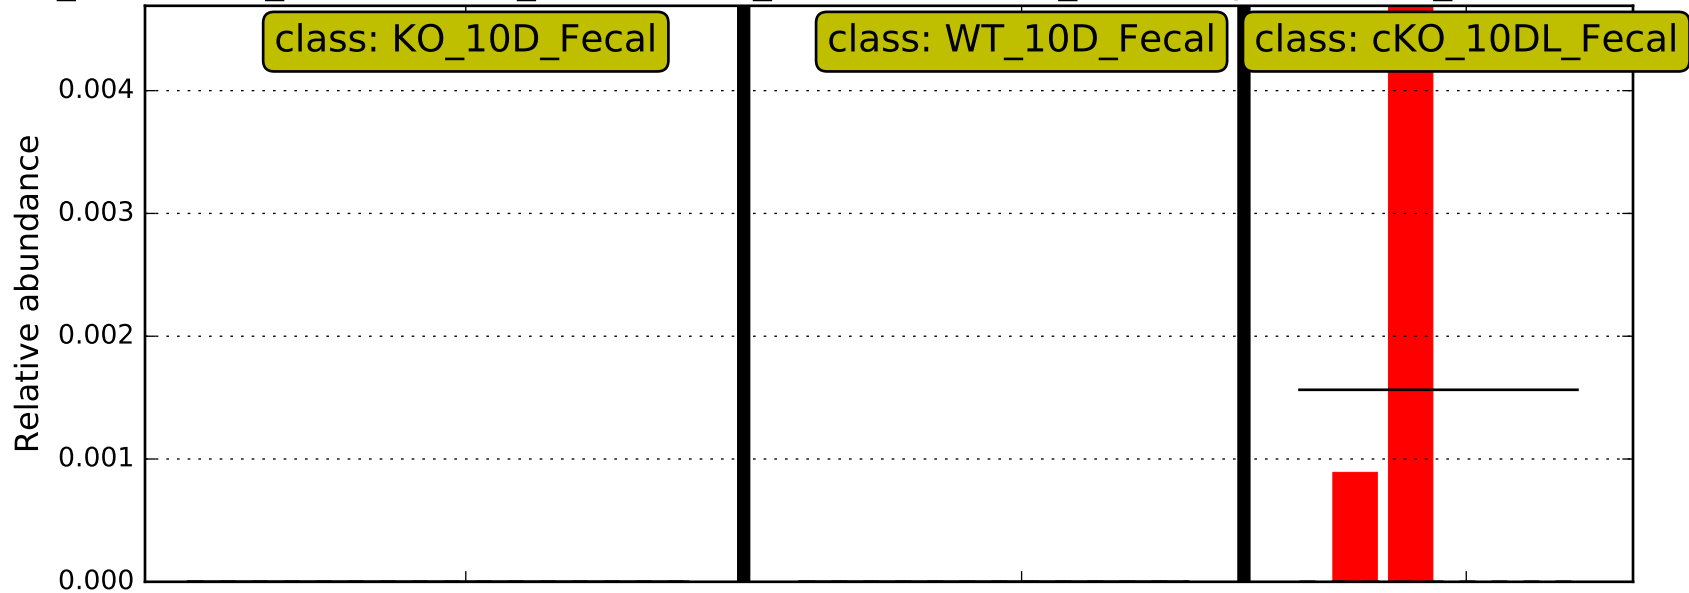 class: KO_10D_Fecal
class: WT_10D_Fecal
class: cKO_10DL_Fecal
Relative abundance
0.004
0.003
0.002
0.001
0.000